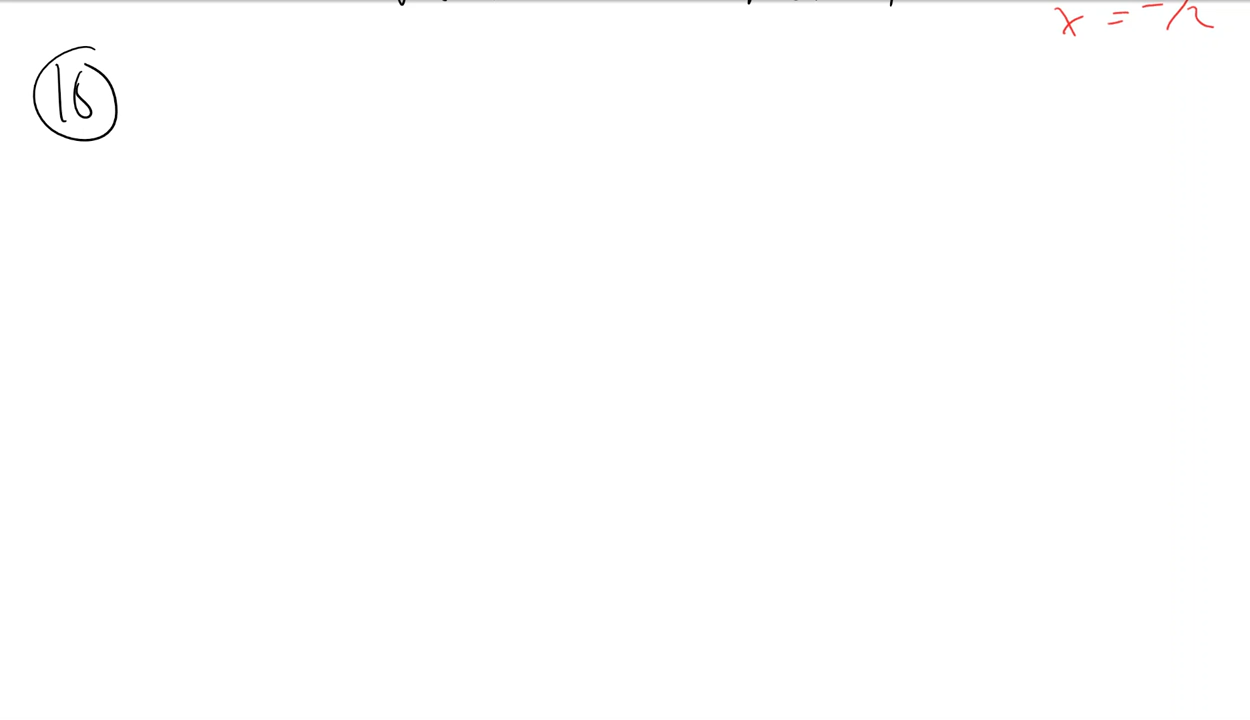 x = -1/2
16